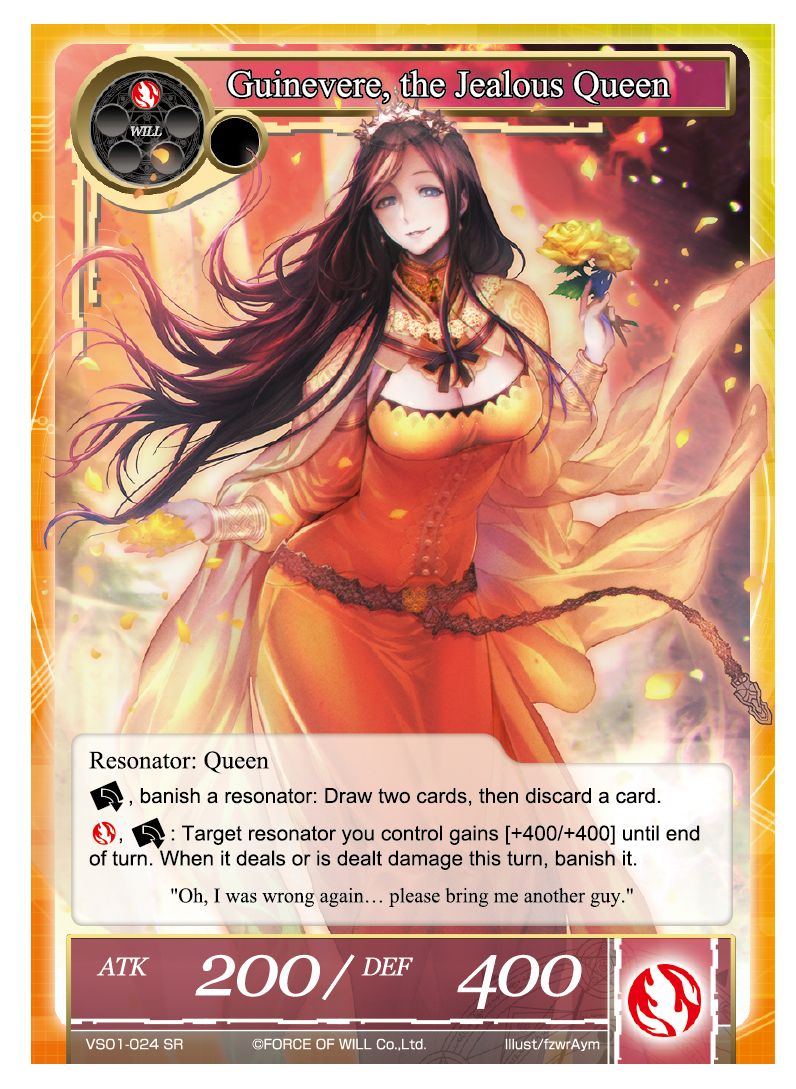 Guinevere, the Jealous Queen
WILL
Resonator: Queen
, banish a resonator: Draw two cards, then discard a card.
, : Target resonator you control gains [+400/+400] until end
of turn. When it deals or is dealt damage this turn, banish it.
"Oh, I was wrong again… please bring me another guy."
ATK 200/ DEF 400
VS01-024 SR ©FORCE OF WILL Co.,Ltd. Illust/fzwrAym